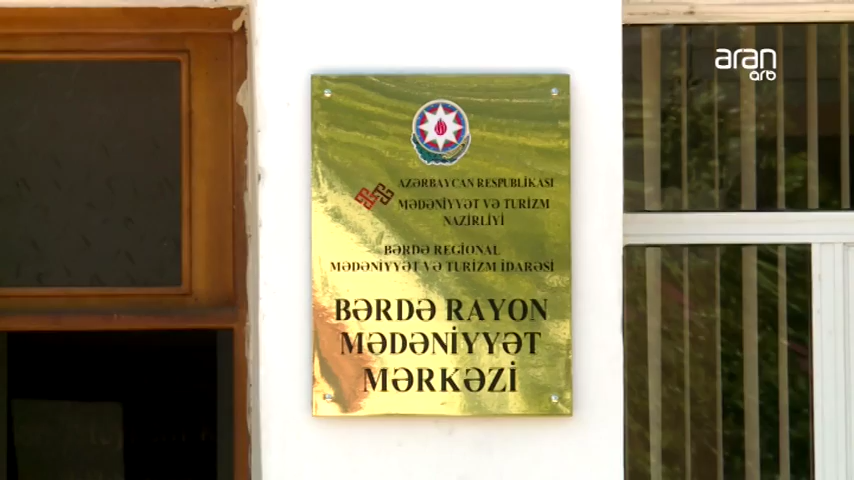 aran
arb
AZƏRBAYCAN RESPUBLİKASI
MƏDƏNİYYƏT VƏ TURİZM
NAZİRLİYİ
BƏRDƏ REGİONAL
MƏDƏNİYYƏT VƏ TURİZM İDARƏSİ
BƏRDƏ RAYON
MƏDƏNİYYƏT
MƏRKƏZİ